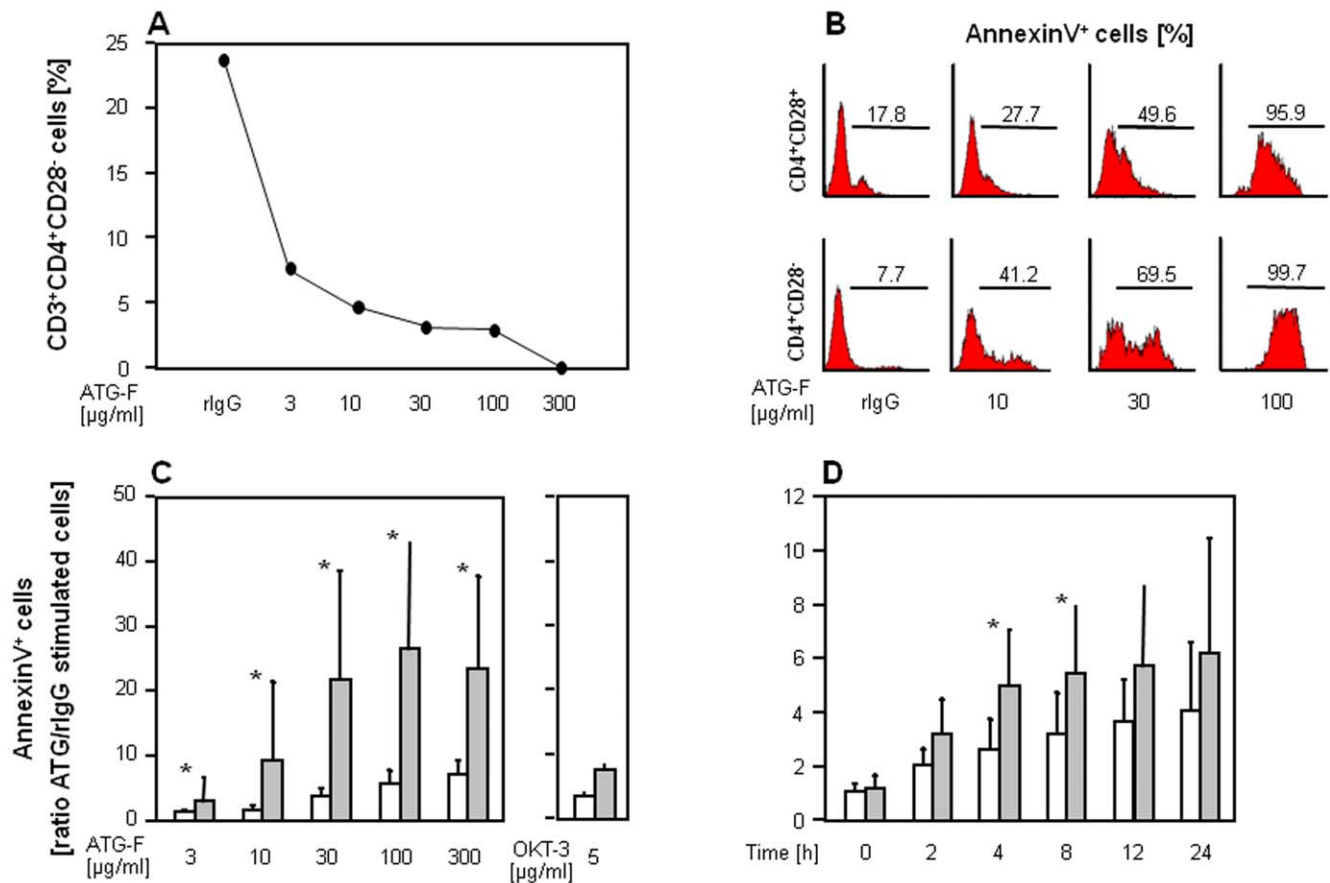 A
CD3⁺CD4⁺CD28⁻ cells [%]
25
20
15
10
5
0
ATG-F
[µg/ml]
rIgG 3 10 30 100 300
B
AnnexinV⁺ cells [%]
CD4⁺CD28⁺
17.8 27.7 49.6 95.9
CD4⁺CD28⁻
7.7 41.2 69.5 99.7
ATG-F
[µg/ml]
rIgG 10 30 100
C
AnnexinV⁺ cells
[ratio ATG/rIgG stimulated cells]
50
40
30
20
10
0
* * * * *
ATG-F
[µg/ml]
3 10 30 100 300
OKT-3
[µg/ml]
5
D
12
10
8
6
4
2
0
* *
Time [h] 0 2 4 8 12 24